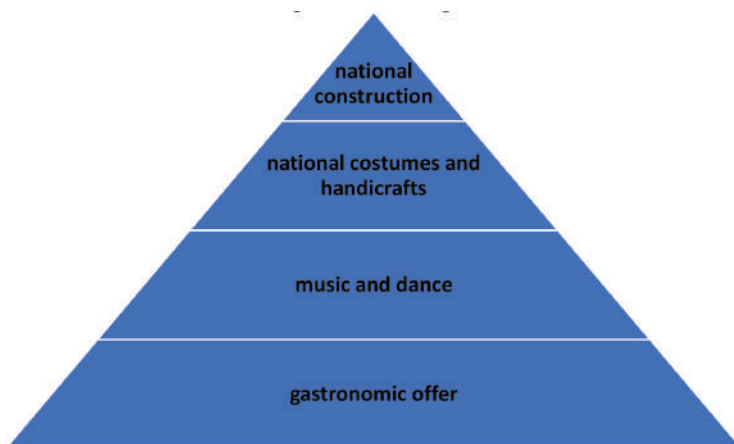 national
construction
national costumes and
handicrafts
music and dance
gastronomic offer